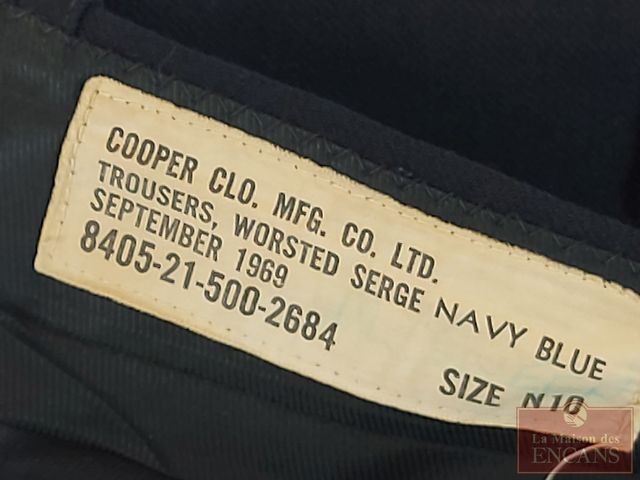 COOPER CLO. MFG. CO. LTD.
TROUSERS, WORSTED SERGE NAVY BLUE
SEPTEMBER 1969
8405-21-500-2684
SIZE N 10
La Maison des
ENCANS